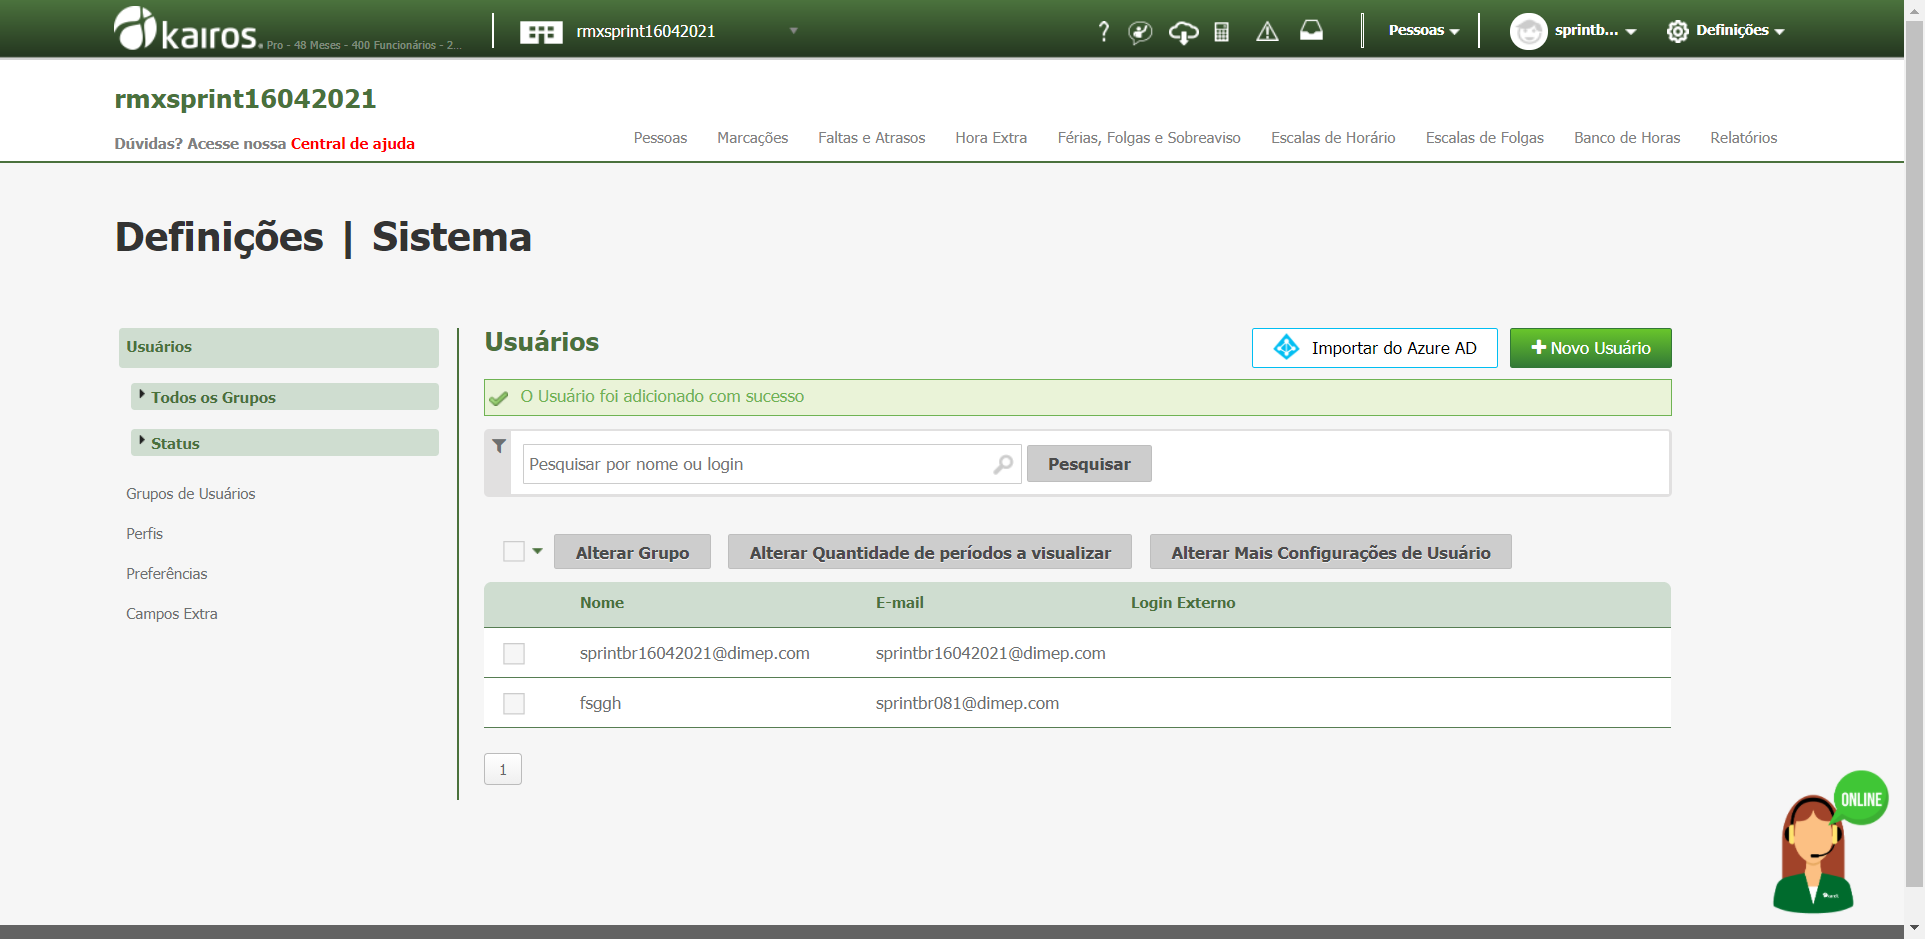 kairos. Pro - 48 Meses - 400 Funcionários - 2...
rmxsprint16042021
?
Pessoas
sprintb...
Definições
rmxsprint16042021
Dúvidas? Acesse nossa Central de ajuda
Pessoas Marcações Faltas e Atrasos Hora Extra Férias, Folgas e Sobreaviso Escalas de Horário Escalas de Folgas Banco de Horas Relatórios
Definições | Sistema
Usuários
Todos os Grupos
Status
Grupos de Usuários
Perfis
Preferências
Campos Extra
Usuários
Importar do Azure AD
Novo Usuário
O Usuário foi adicionado com sucesso
Pesquisar por nome ou login
Pesquisar
Alterar Grupo
Alterar Quantidade de períodos a visualizar
Alterar Mais Configurações de Usuário
Nome E-mail Login Externo
sprintbr16042021@dimep.com sprintbr16042021@dimep.com
fsggh sprintbr081@dimep.com
1
ONLINE